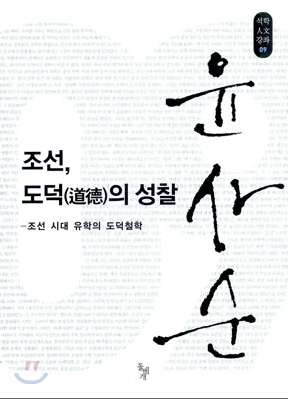 석학
人文
강좌
09
윤사순
조선,
도덕(道德)의 성찰
-조선 시대 유학의 도덕철학
돌베개